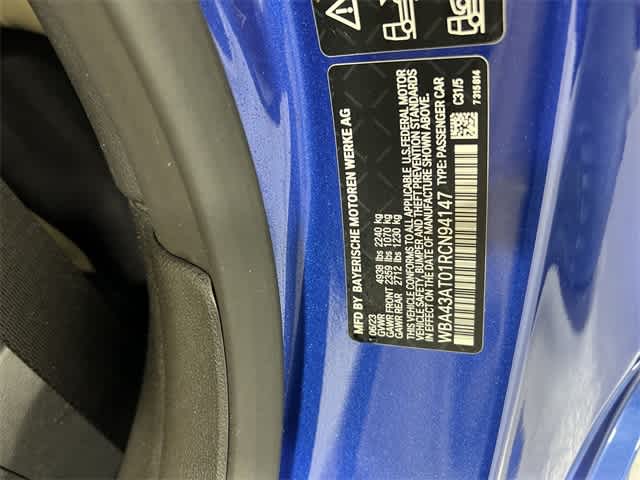 MFD BY BAYERISCHE MOTOREN WERKE AG
06/23
GVWR 4938 lbs 2240 kg
GAWR FRONT 2359 lbs 1070 kg
GAWR REAR 2712 lbs 1230 kg
THIS VEHICLE CONFORMS TO ALL APPLICABLE U.S.FEDERAL MOTOR
VEHICLE SAFETY, BUMPER AND THEFT PREVENTION STANDARDS
IN EFFECT ON THE DATE OF MANUFACTURE SHOWN ABOVE.
WBA43AT01RCN94147 TYPE: PASSENGER CAR
C31/5
7315814